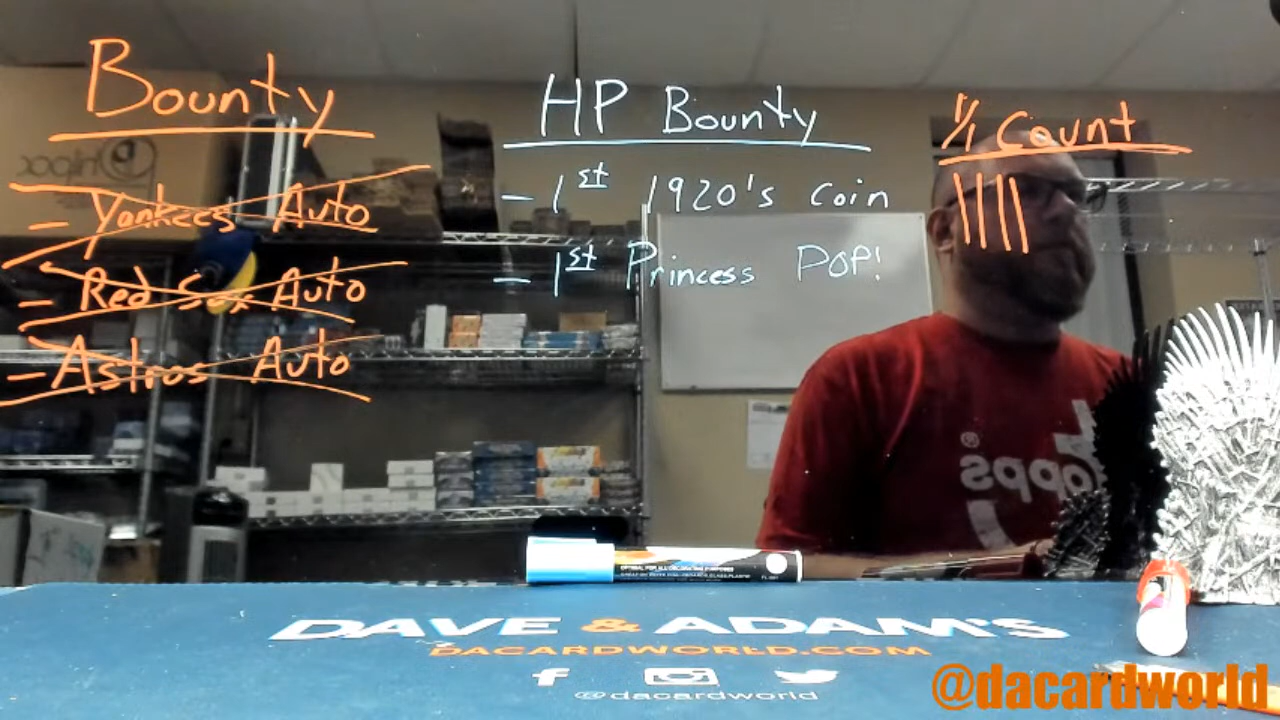 Bounty
- Yankees Auto
- Red Sox Auto
- Astros Auto
HP Bounty
- 1st 1920's Coin
- 1st Princess POP!
1/1 Count
||||
Topps
®
DAVE & ADAM'S
DACARDWORLD.COM
@dacardworld
@dacardworld